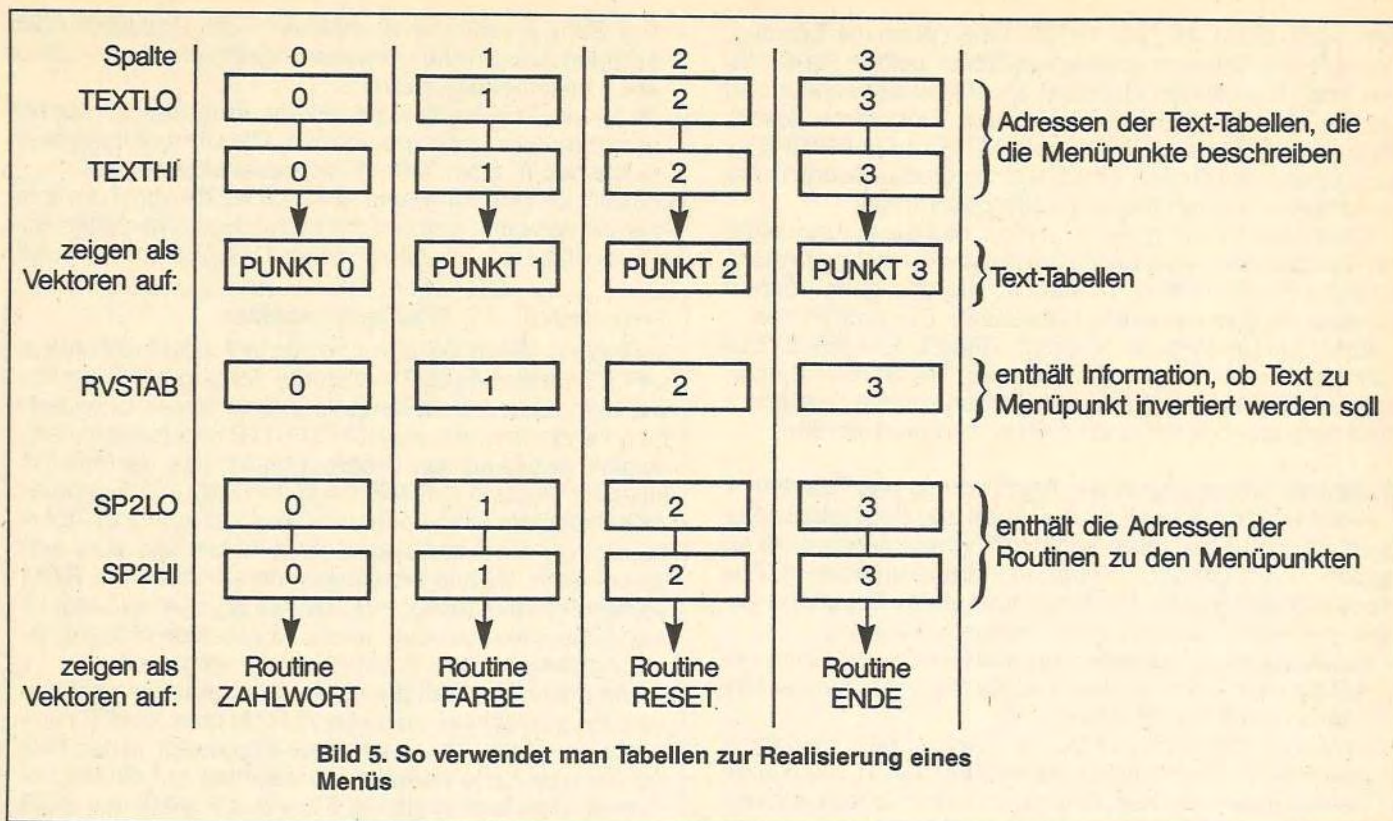 Spalte 0 1 2 3
TEXTLO 0 1 2 3
Adressen der Text-Tabellen, die
die Menüpunkte beschreiben
TEXTHI 0 1 2 3
zeigen als
Vektoren auf:
PUNKT 0 PUNKT 1 PUNKT 2 PUNKT 3
Text-Tabellen
RVSTAB 0 1 2 3
enthält Information, ob Text zu
Menüpunkt invertiert werden soll
SP2LO 0 1 2 3
enthält die Adressen der
Routinen zu den Menüpunkten
SP2HI 0 1 2 3
zeigen als
Vektoren auf:
Routine
ZAHLWORT
Routine
FARBE
Routine
RESET
Routine
ENDE
Bild 5. So verwendet man Tabellen zur Realisierung eines
Menüs